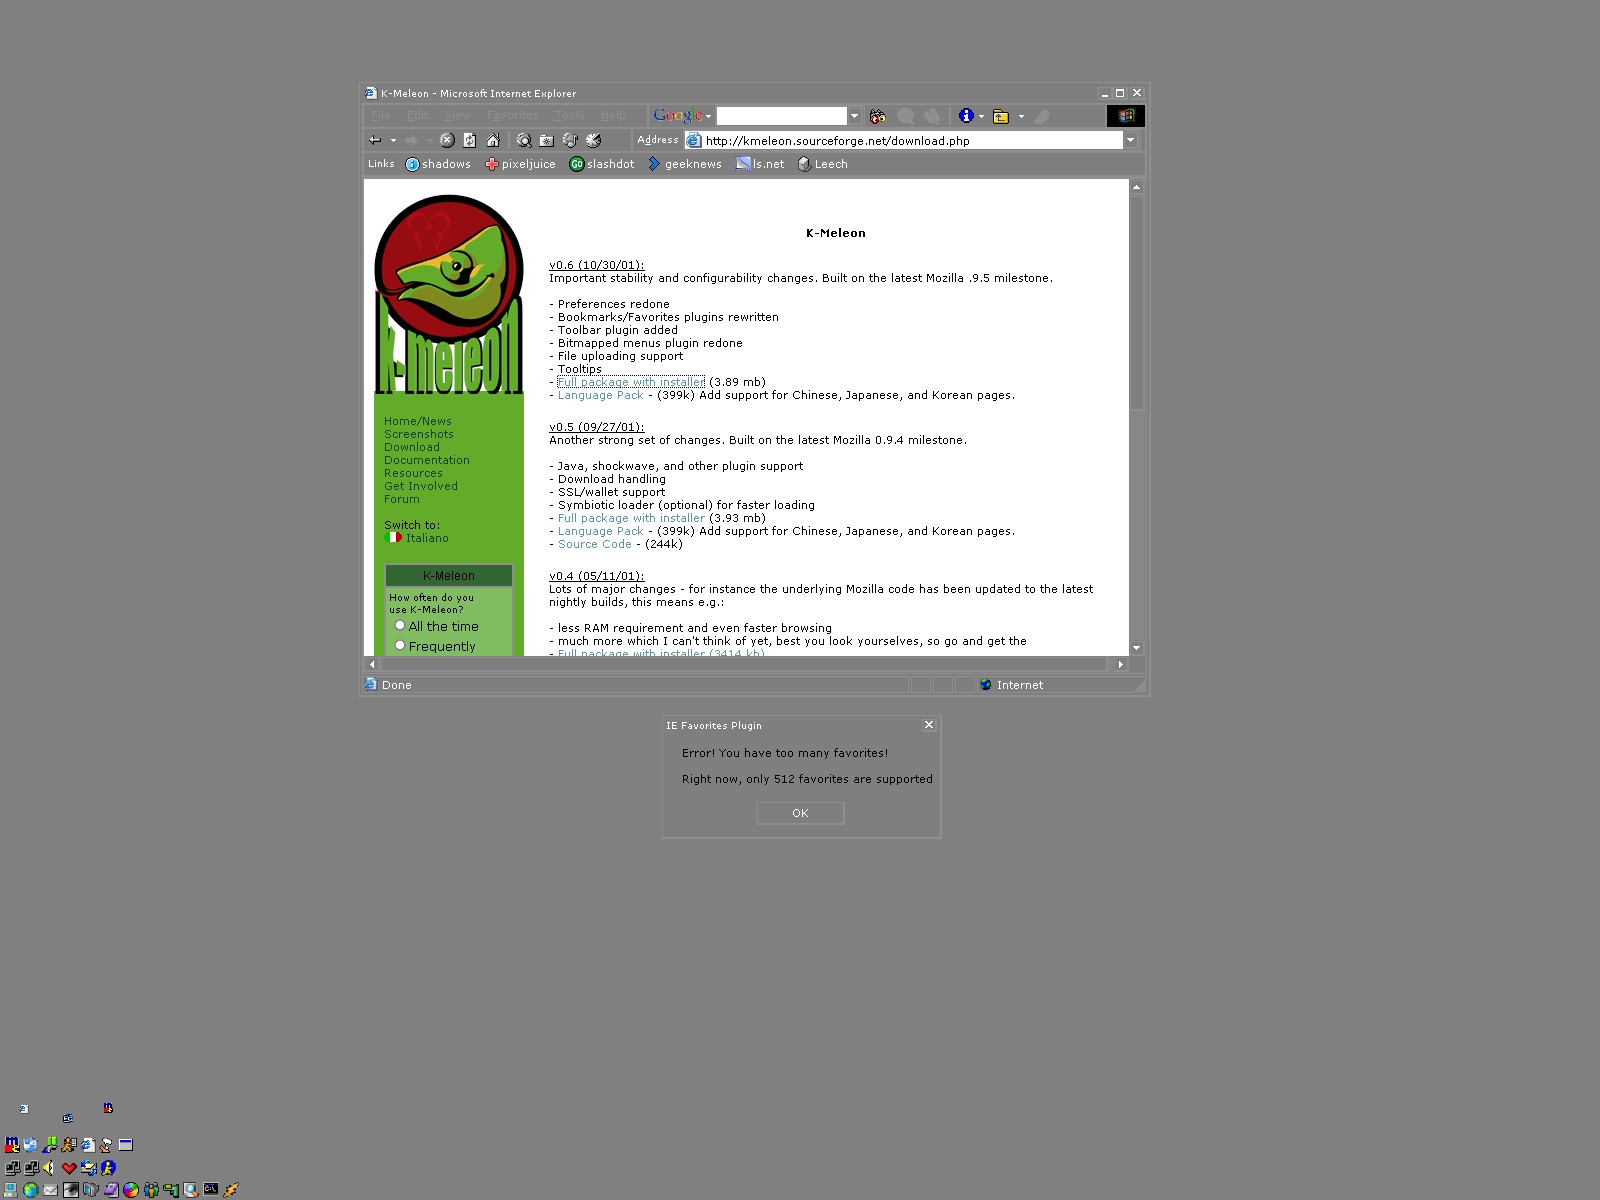 K-Meleon - Microsoft Internet Explorer
File Edit View Favorites Tools Help
Google
Address http://kmeleon.sourceforge.net/download.php
Links shadows pixeljuice slashdot geeknews ls.net Leech
k-meleon
Home/News
Screenshots
Download
Documentation
Resources
Get Involved
Forum
Switch to:
Italiano
K-Meleon
How often do you
use K-Meleon?
All the time
Frequently
K-Meleon
v0.6 (10/30/01):
Important stability and configurability changes. Built on the latest Mozilla .9.5 milestone.
- Preferences redone
- Bookmarks/Favorites plugins rewritten
- Toolbar plugin added
- Bitmapped menus plugin redone
- File uploading support
- Tooltips
- Full package with installer (3.89 mb)
- Language Pack - (399k) Add support for Chinese, Japanese, and Korean pages.
v0.5 (09/27/01):
Another strong set of changes. Built on the latest Mozilla 0.9.4 milestone.
- Java, shockwave, and other plugin support
- Download handling
- SSL/wallet support
- Symbiotic loader (optional) for faster loading
- Full package with installer (3.93 mb)
- Language Pack - (399k) Add support for Chinese, Japanese, and Korean pages.
- Source Code - (244k)
v0.4 (05/11/01):
Lots of major changes - for instance the underlying Mozilla code has been updated to the latest
nightly builds, this means e.g.:
- less RAM requirement and even faster browsing
- much more which I can't think of yet, best you look yourselves, so go and get the
- Full package with installer (3414 kb)
Done
Internet
IE Favorites Plugin
Error! You have too many favorites!
Right now, only 512 favorites are supported
OK